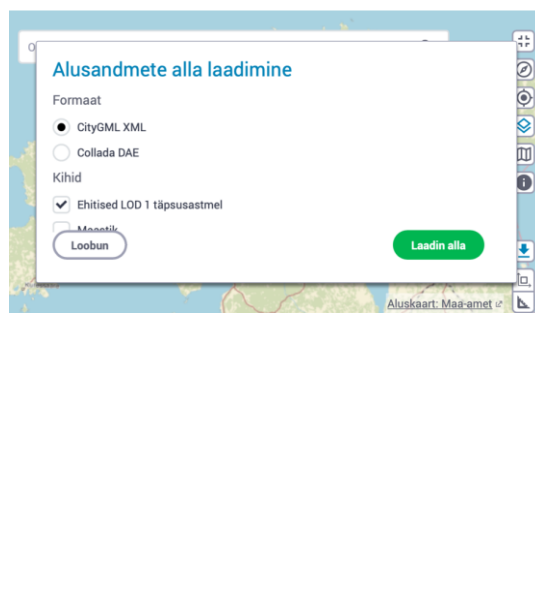 Alusandmete alla laadimine
Formaat
CityGML XML
Collada DAE
Kihid
Ehitised LOD 1 täpsusastmel
Maastik
Loobun
Laadin alla
Aluskaart: Maa-amet